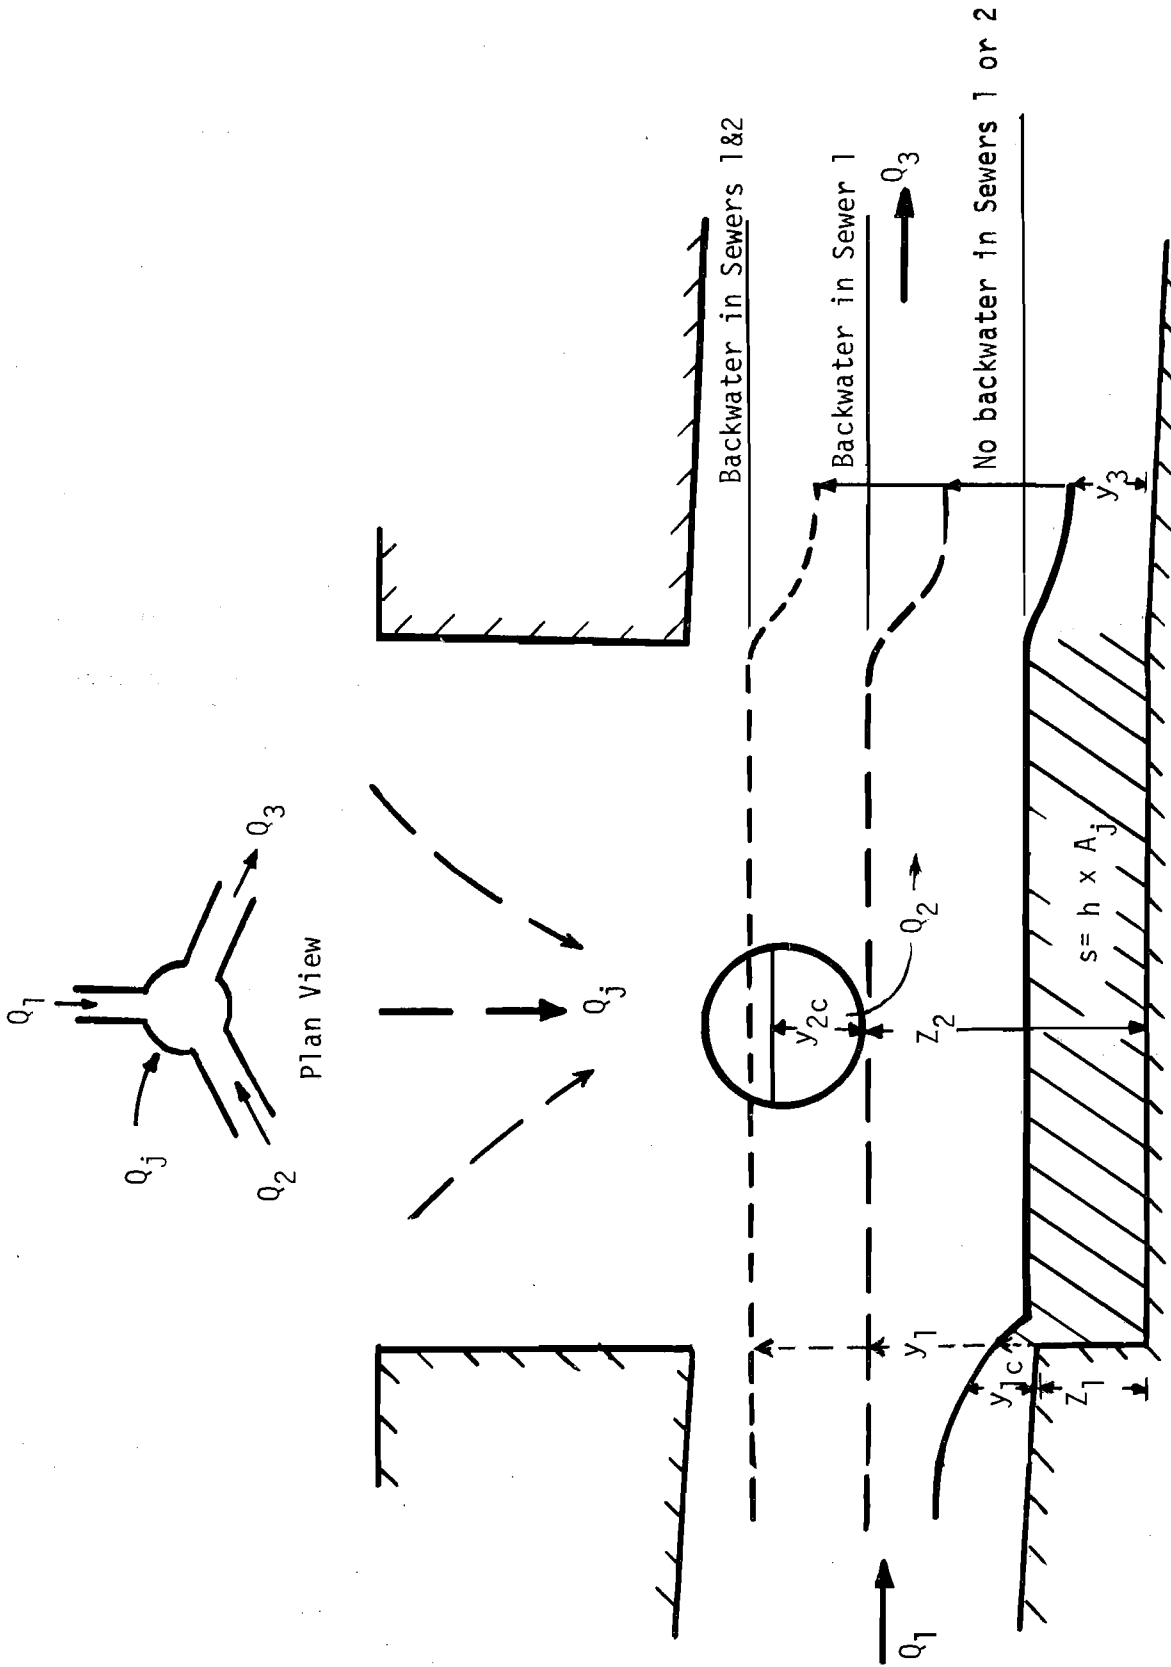 Q1
Qj
Q3
Q2
Plan View
Qj
Backwater in Sewers 1&2
Backwater in Sewer 1
Q3
No backwater in Sewers 1 or 2
y2c
Q2
Z2
y1
y1c
Z1
y3
s= h x Aj
Q1